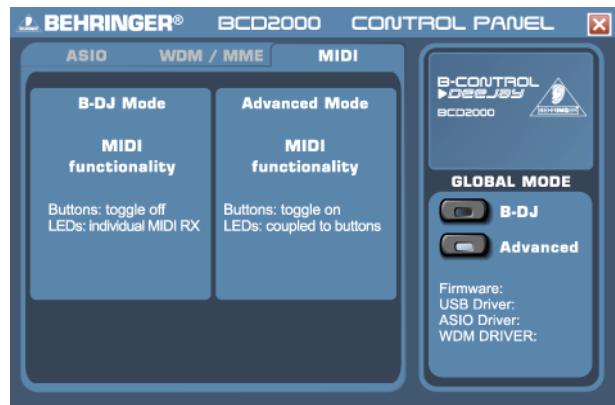 BEHRINGER® BCD2000 CONTROL PANEL
ASIO WDM / MME MIDI
B-DJ Mode
MIDI
functionality
Buttons: toggle off
LEDs: individual MIDI RX
Advanced Mode
MIDI
functionality
Buttons: toggle on
LEDs: coupled to buttons
B-CONTROL
DEEJAY
BCD2000
BEHRINGER
GLOBAL MODE
B-DJ
Advanced
Firmware:
USB Driver:
ASIO Driver:
WDM DRIVER: